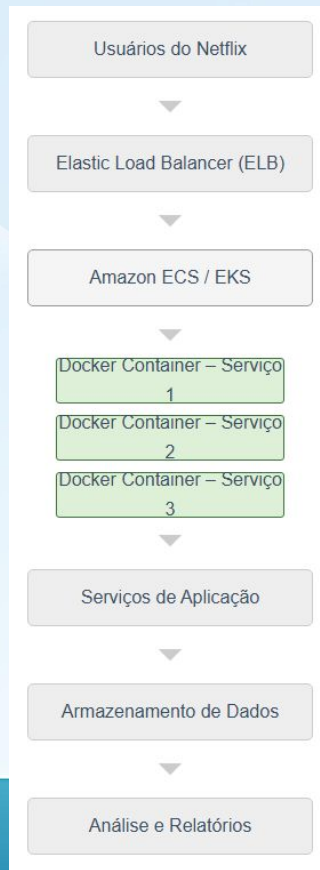 Usuários do Netflix
Elastic Load Balancer (ELB)
Amazon ECS / EKS
Docker Container – Serviço
1
Docker Container – Serviço
2
Docker Container – Serviço
3
Serviços de Aplicação
Armazenamento de Dados
Análise e Relatórios